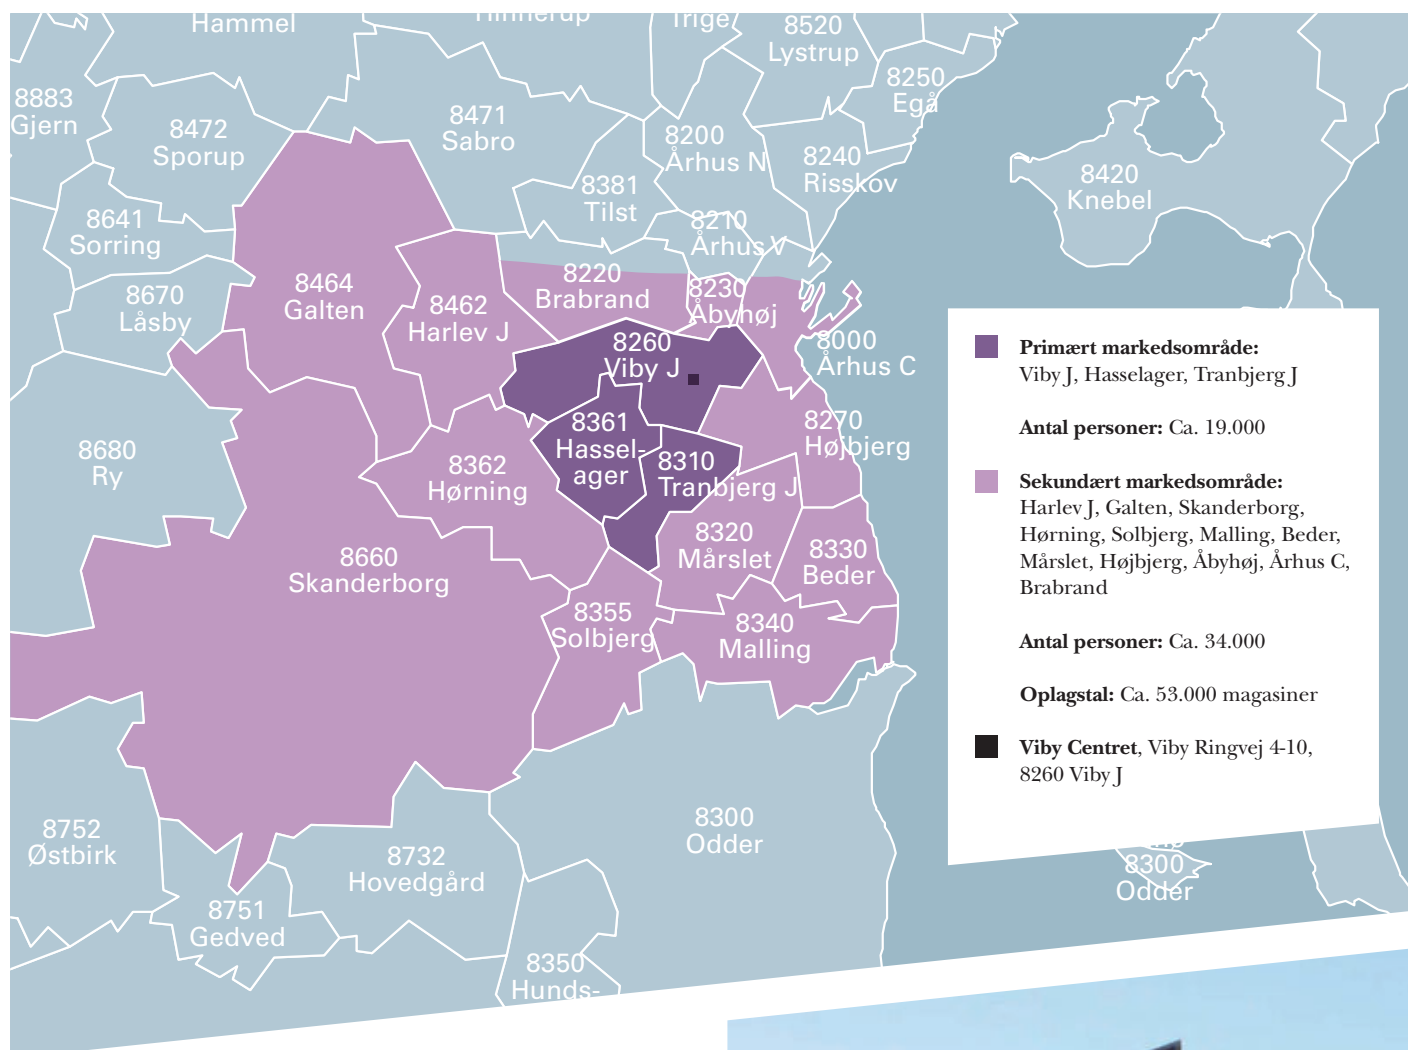 Hammel
Hinnerup
Trige
8520
Lystrup
8250
Egå
8883
Gjern
8472
Sporup
8471
Sabro
8200
Århus N
8240
Risskov
8420
Knebel
8381
Tilst
8641
Sorring
8210
Århus V
8670
Låsby
8464
Galten
8462
Harlev J
8220
Brabrand
8230
Åbyhøj
8260
Viby J
8000
Århus C
8680
Ry
8361
Hassel-
ager
8270
Højbjerg
8362
Hørning
8310
Tranbjerg J
8660
Skanderborg
8320
Mårslet
8330
Beder
8355
Solbjerg
8340
Malling
8752
Østbirk
8732
Hovedgård
8300
Odder
8751
Gedved
8350
Hunds-
8300
Odder
Primært markedsområde:
Viby J, Hasselager, Tranbjerg J
Antal personer: Ca. 19.000
Sekundært markedsområde:
Harlev J, Galten, Skanderborg,
Hørning, Solbjerg, Malling, Beder,
Mårslet, Højbjerg, Åbyhøj, Århus C,
Brabrand
Antal personer: Ca. 34.000
Oplagstal: Ca. 53.000 magasiner
Viby Centret, Viby Ringvej 4-10,
8260 Viby J